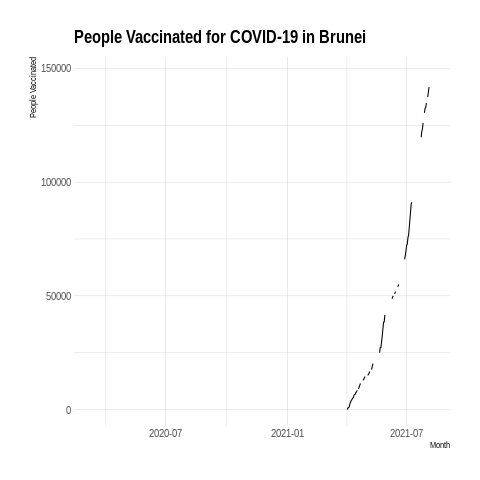 People Vaccinated for COVID-19 in Brunei
People Vaccinated
150000
100000
50000
0
2020-07
2021-01
2021-07
Month